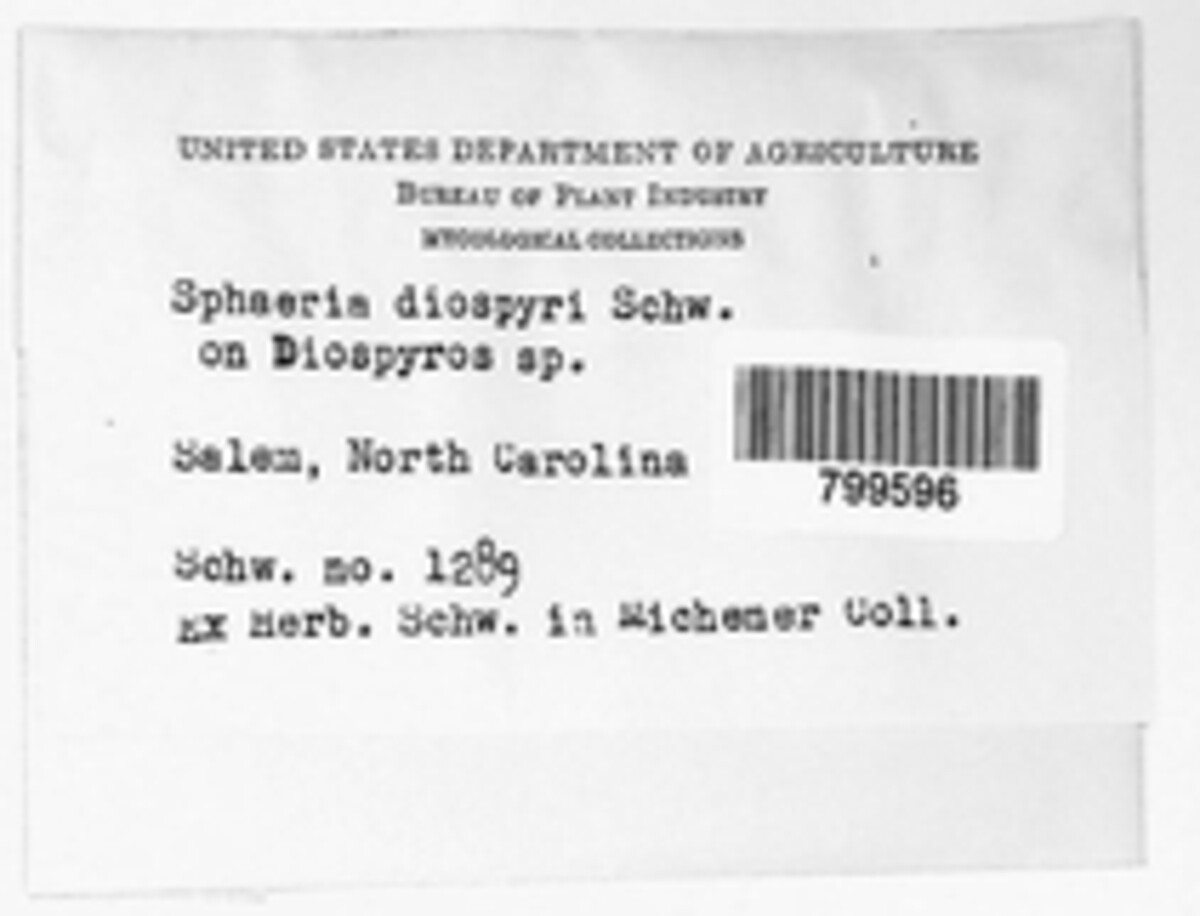 UNITED STATES DEPARTMENT OF AGRICULTURE
BUREAU OF PLANT INDUSTRY
MYCOLOGICAL COLLECTIONS
Sphaeria diospyri Schw.
on Diospyros sp.
Salem, North Carolina
799596
Schw. no. 1289
Ex Herb. Schw. in Michener Coll.